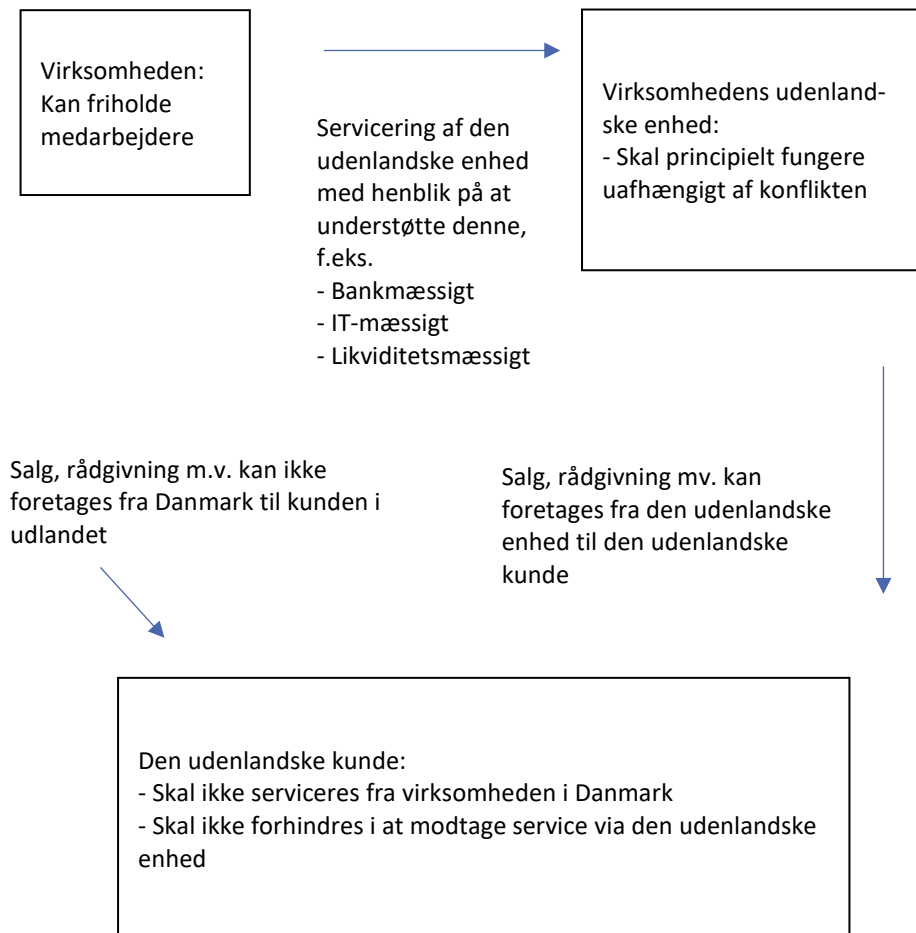 Virksomheden:
Kan friholde
medarbejdere
Servicering af den
udenlandske enhed
med henblik på at
understøtte denne,
f.eks.
- Bankmæssigt
- IT-mæssigt
- Likviditetsmæssigt
Virksomhedens udenland-
ske enhed:
- Skal principielt fungere
uafhængigt af konflikten
Salg, rådgivning m.v. kan ikke
foretages fra Danmark til kunden i
udlandet
Salg, rådgivning mv. kan
foretages fra den udenlandske
enhed til den udenlandske
kunde
Den udenlandske kunde:
- Skal ikke serviceres fra virksomheden i Danmark
- Skal ikke forhindres i at modtage service via den udenlandske
enhed